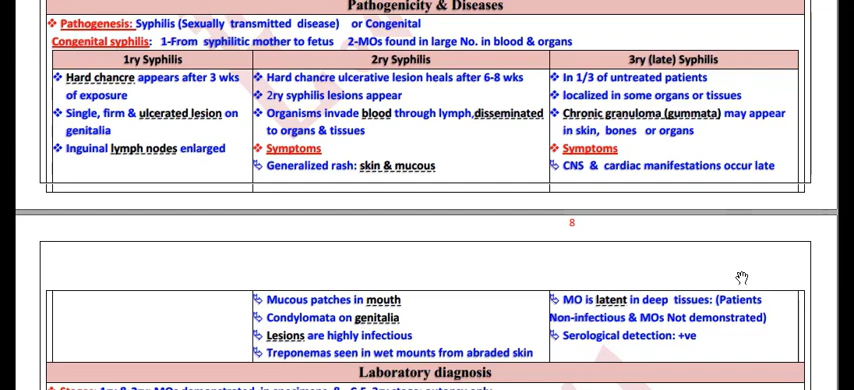 Pathogenicity & Diseases
❖ Pathogenesis: Syphilis (Sexually transmitted disease) or Congenital
Congenital syphilis: 1-From syphilitic mother to fetus 2-MOs found in large No. in blood & organs
1ry Syphilis
❖ Hard chancre appears after 3 wks
of exposure
❖ Single, firm & ulcerated lesion on
genitalia
❖ Inguinal lymph nodes enlarged
2ry Syphilis
❖ Hard chancre ulcerative lesion heals after 6-8 wks
❖ 2ry syphilis lesions appear
❖ Organisms invade blood through lymph,disseminated
to organs & tissues
❖ Symptoms
Generalized rash: skin & mucous
3ry (late) Syphilis
❖ In 1/3 of untreated patients
❖ localized in some organs or tissues
❖ Chronic granuloma (gummata) may appear
in skin, bones or organs
❖ Symptoms
CNS & cardiac manifestations occur late
8
Mucous patches in mouth
Condylomata on genitalia
Lesions are highly infectious
Treponemas seen in wet mounts from abraded skin
MO is latent in deep tissues: (Patients
Non-infectious & MOs Not demonstrated)
Serological detection: +ve
Laboratory diagnosis